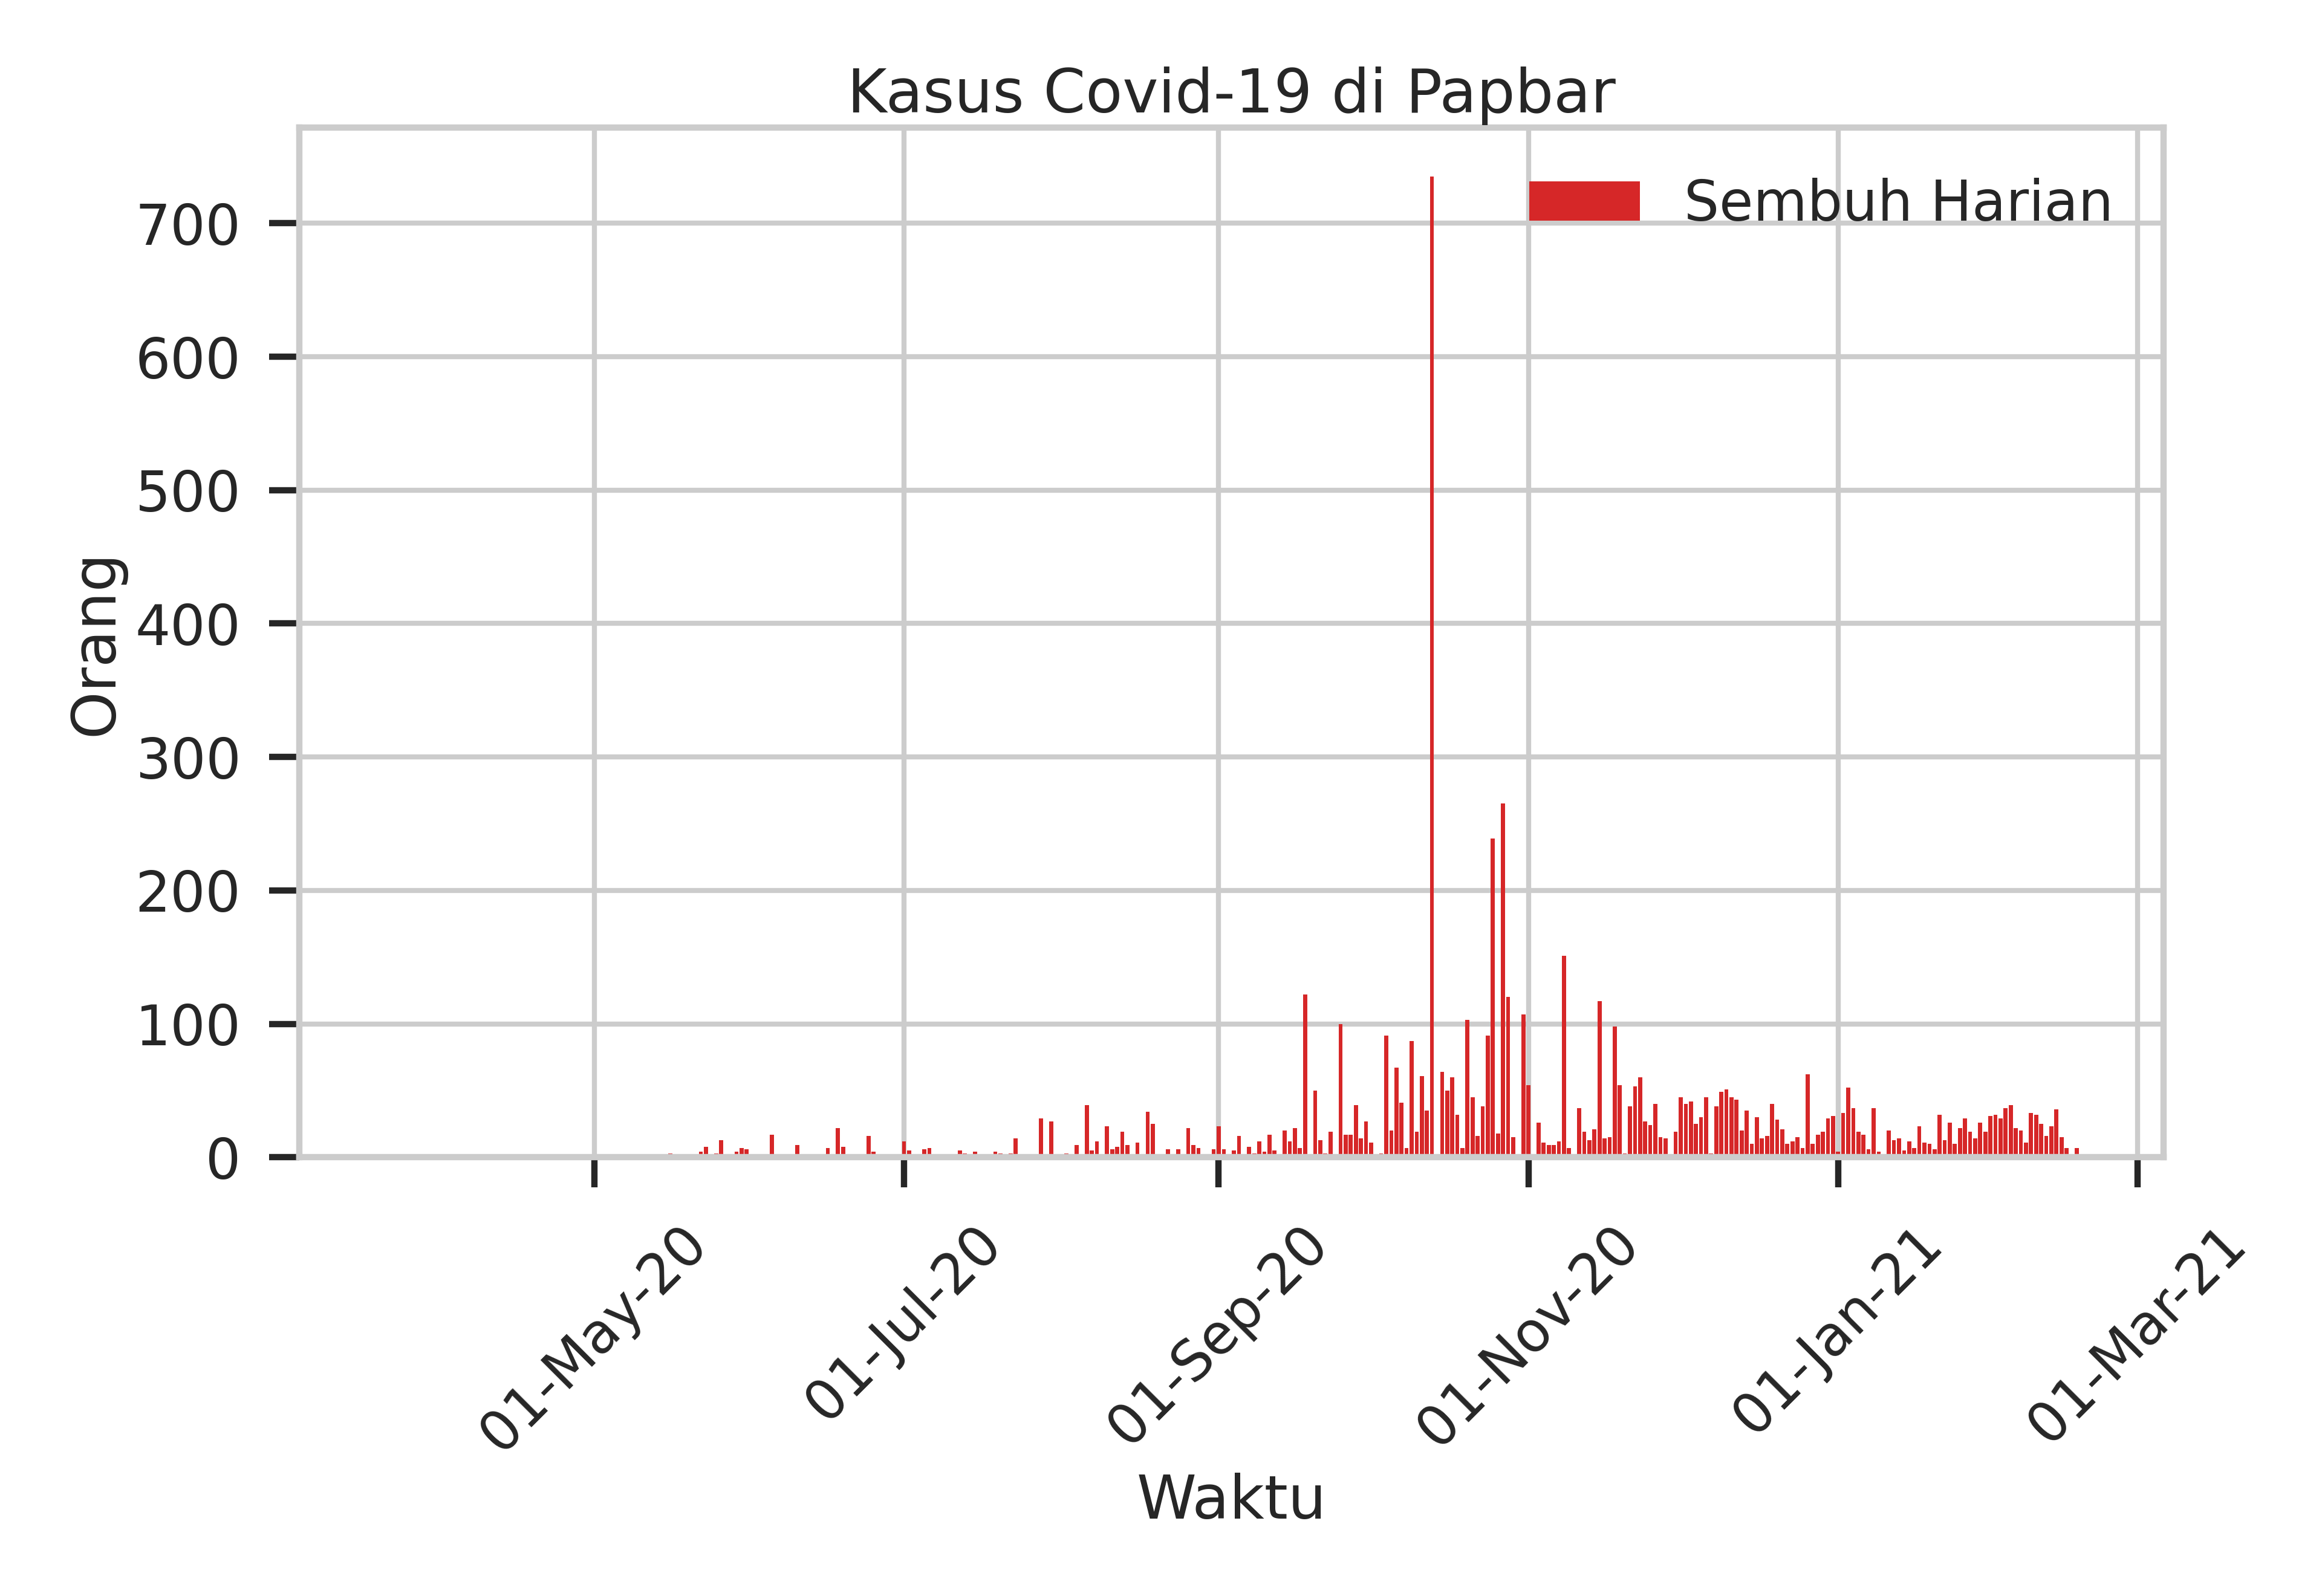 Kasus Covid-19 di Papbar
Sembuh Harian
Orang
700
600
500
400
300
200
100
0
01-May-20
01-Jul-20
01-Sep-20
01-Nov-20
01-Jan-21
01-Mar-21
Waktu